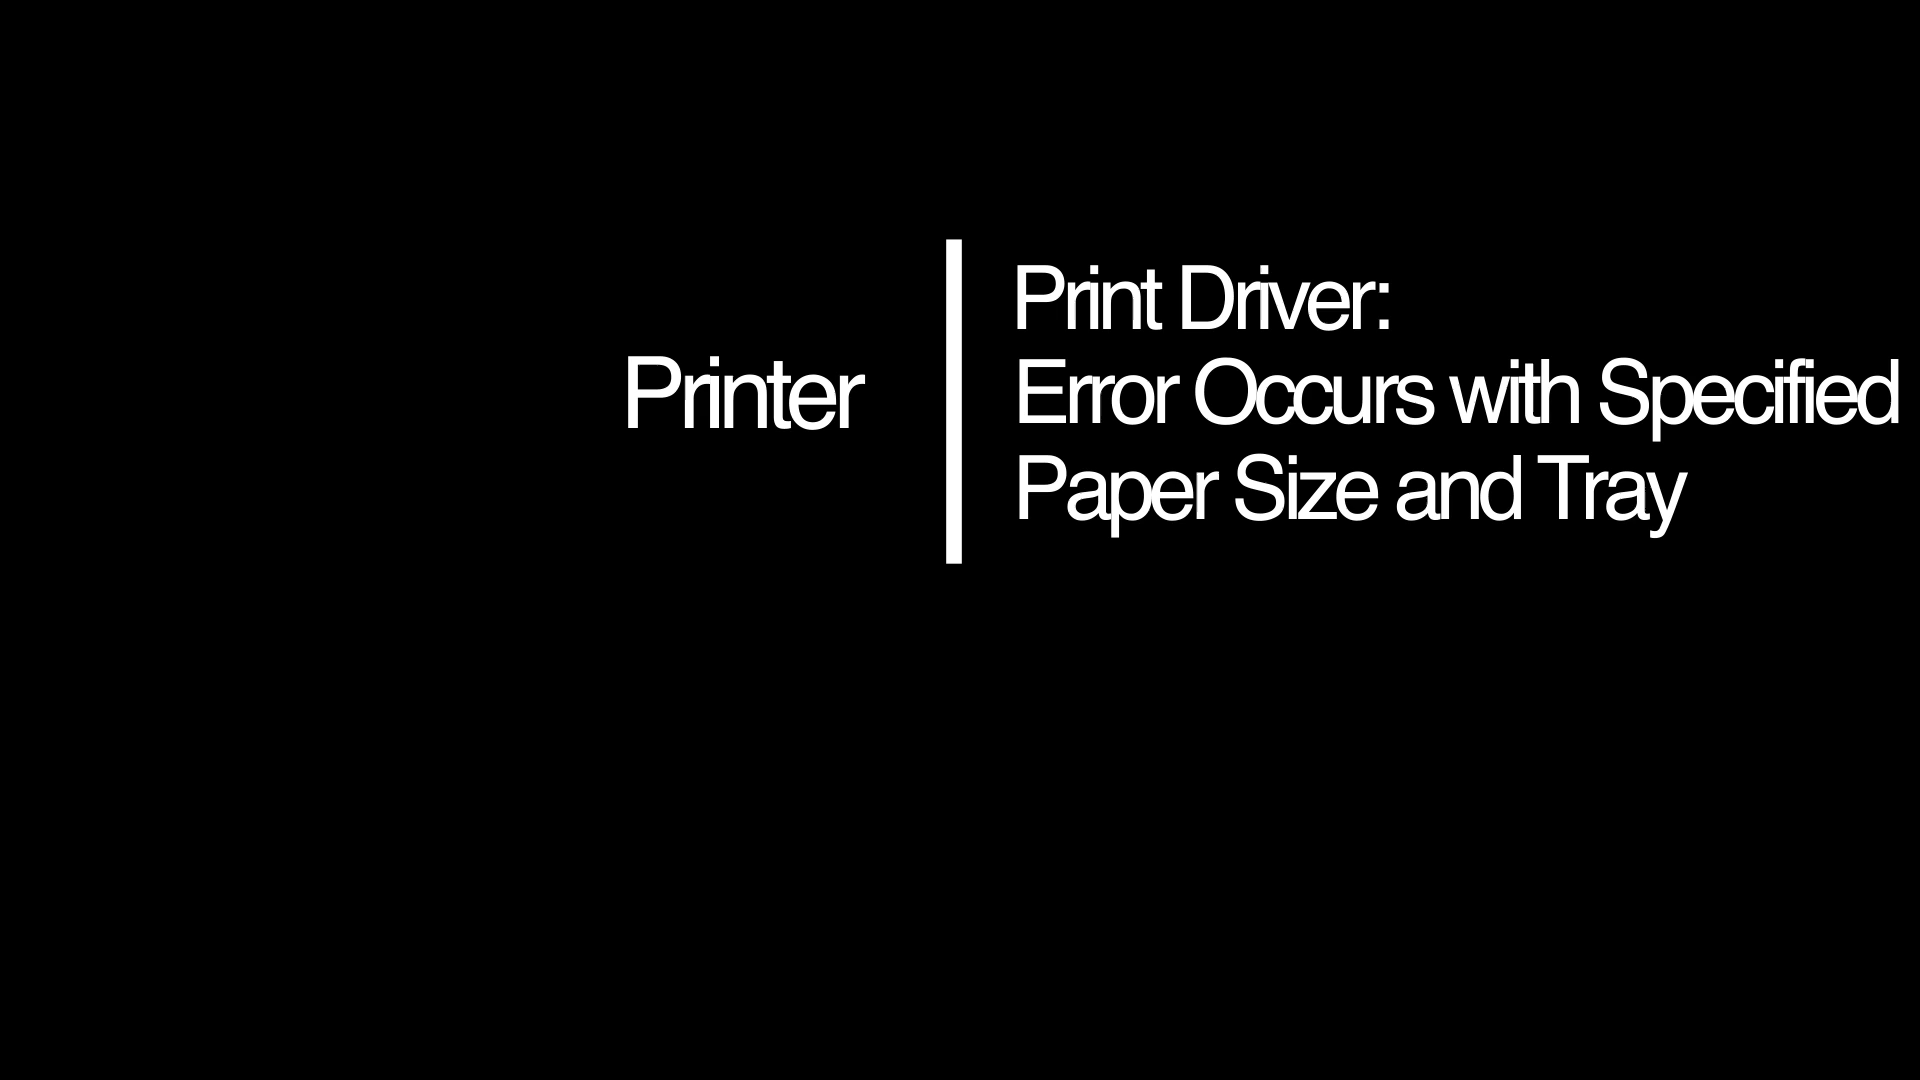 Printer
Print Driver:
Error Occurs with Specified
Paper Size and Tray